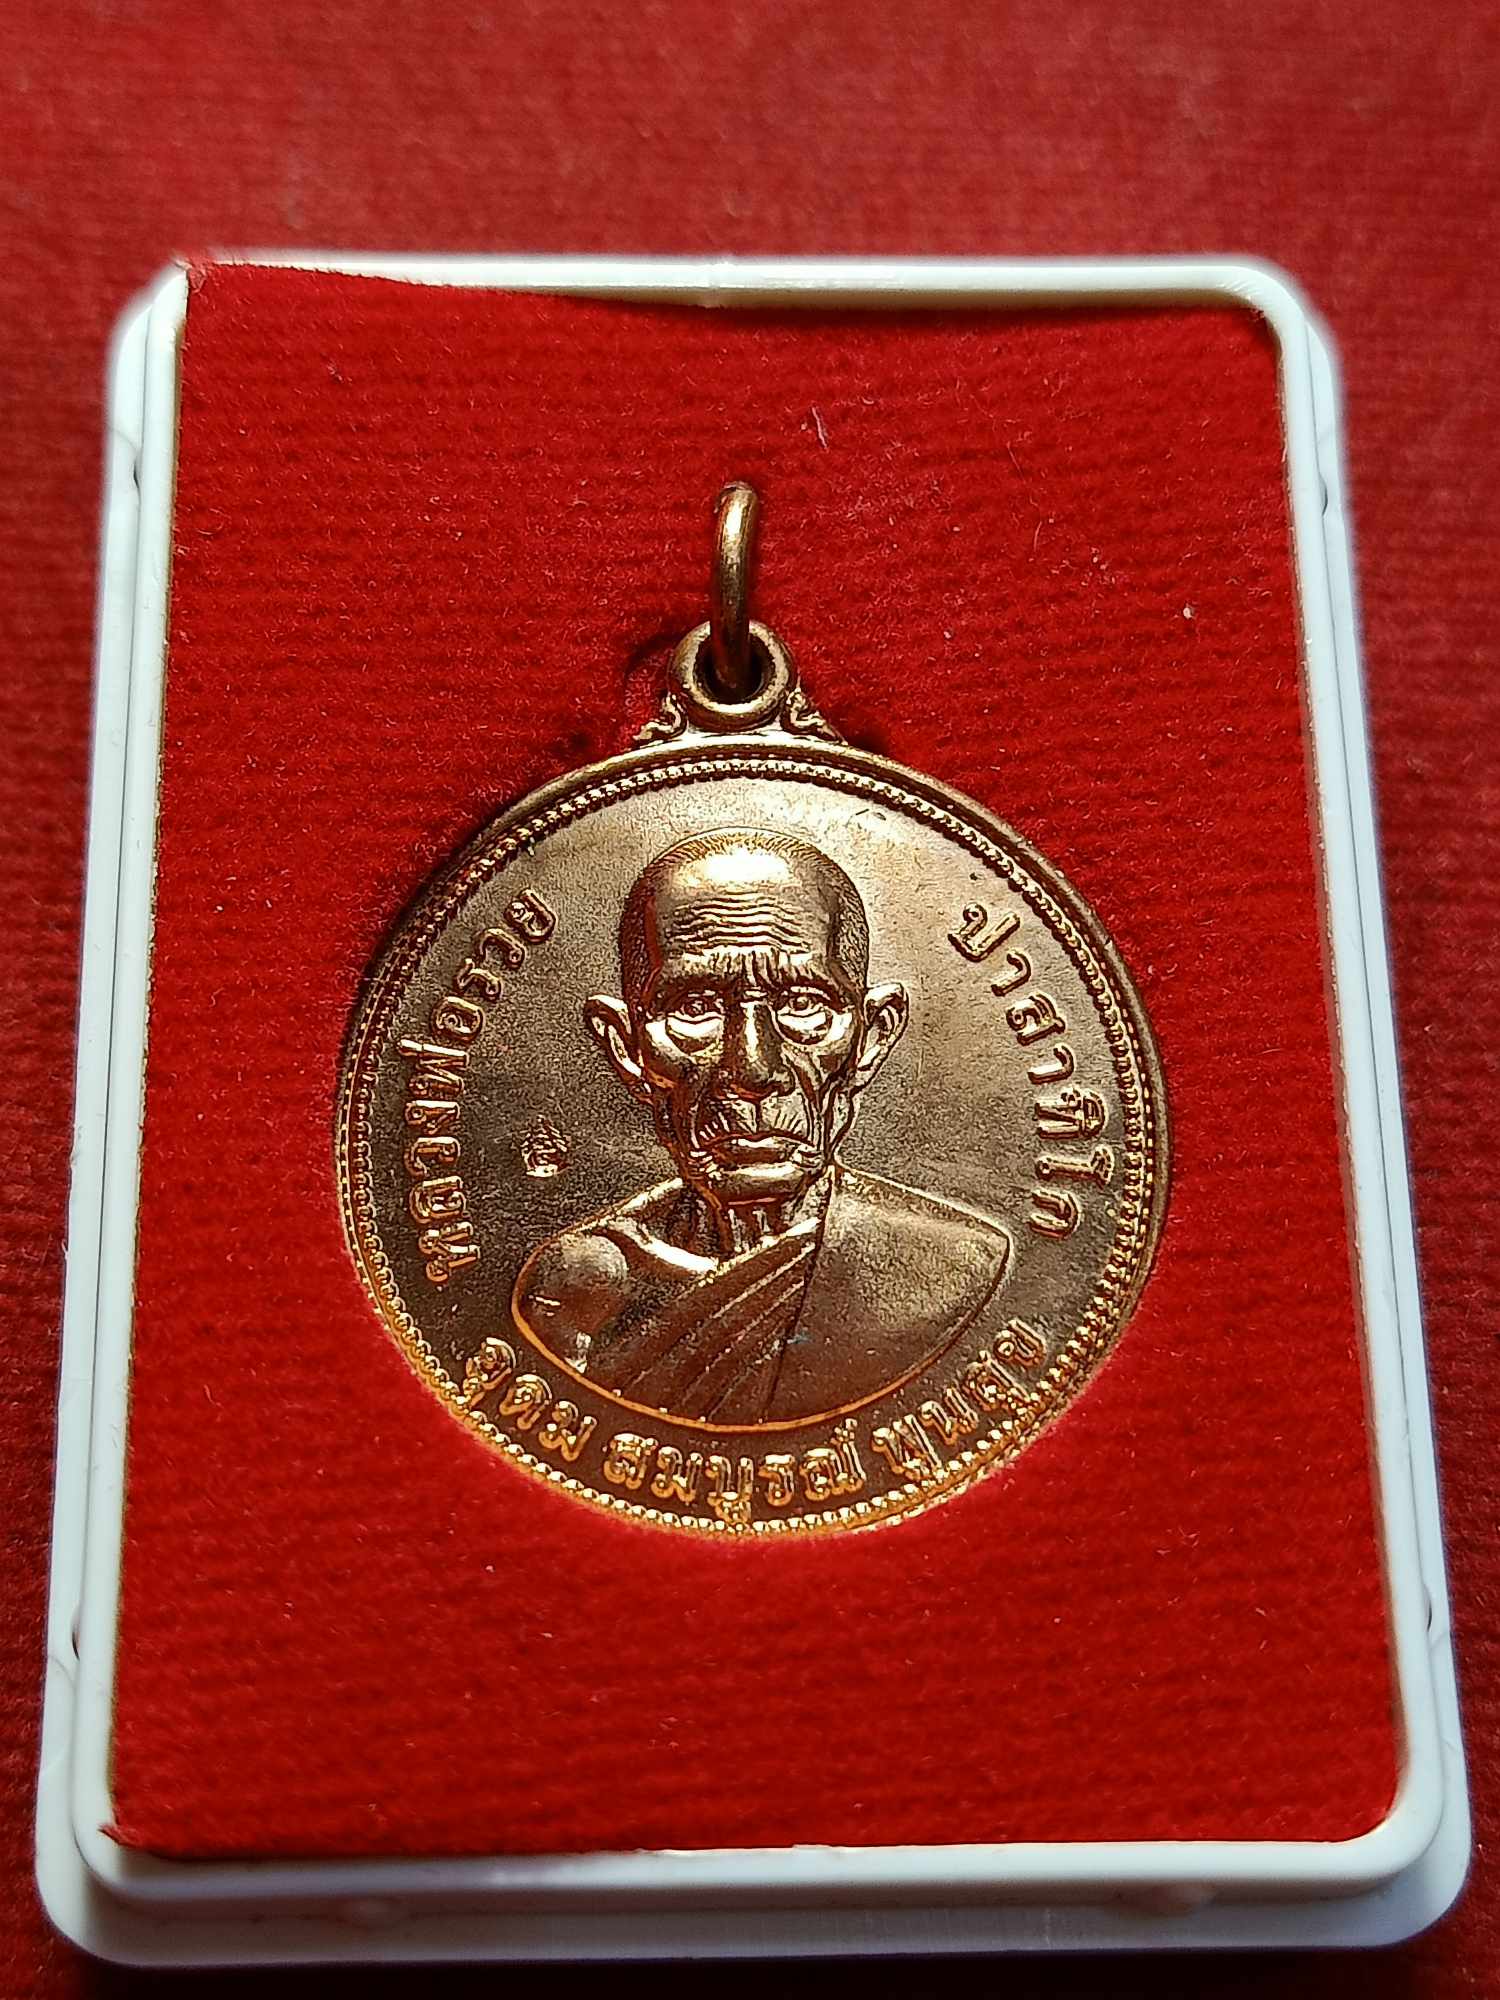 หลวงพ่อรวย ปาสาทิโก
อุดม สมบูรณ์ พูนสุข